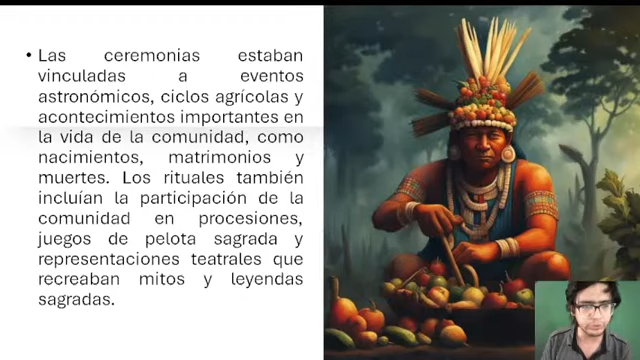 • Las ceremonias estaban
vinculadas a eventos
astronómicos, ciclos agrícolas y
acontecimientos importantes en
la vida de la comunidad, como
nacimientos, matrimonios y
muertes. Los rituales también
incluían la participación de la
comunidad en procesiones,
juegos de pelota sagrada y
representaciones teatrales que
recreaban mitos y leyendas
sagradas.